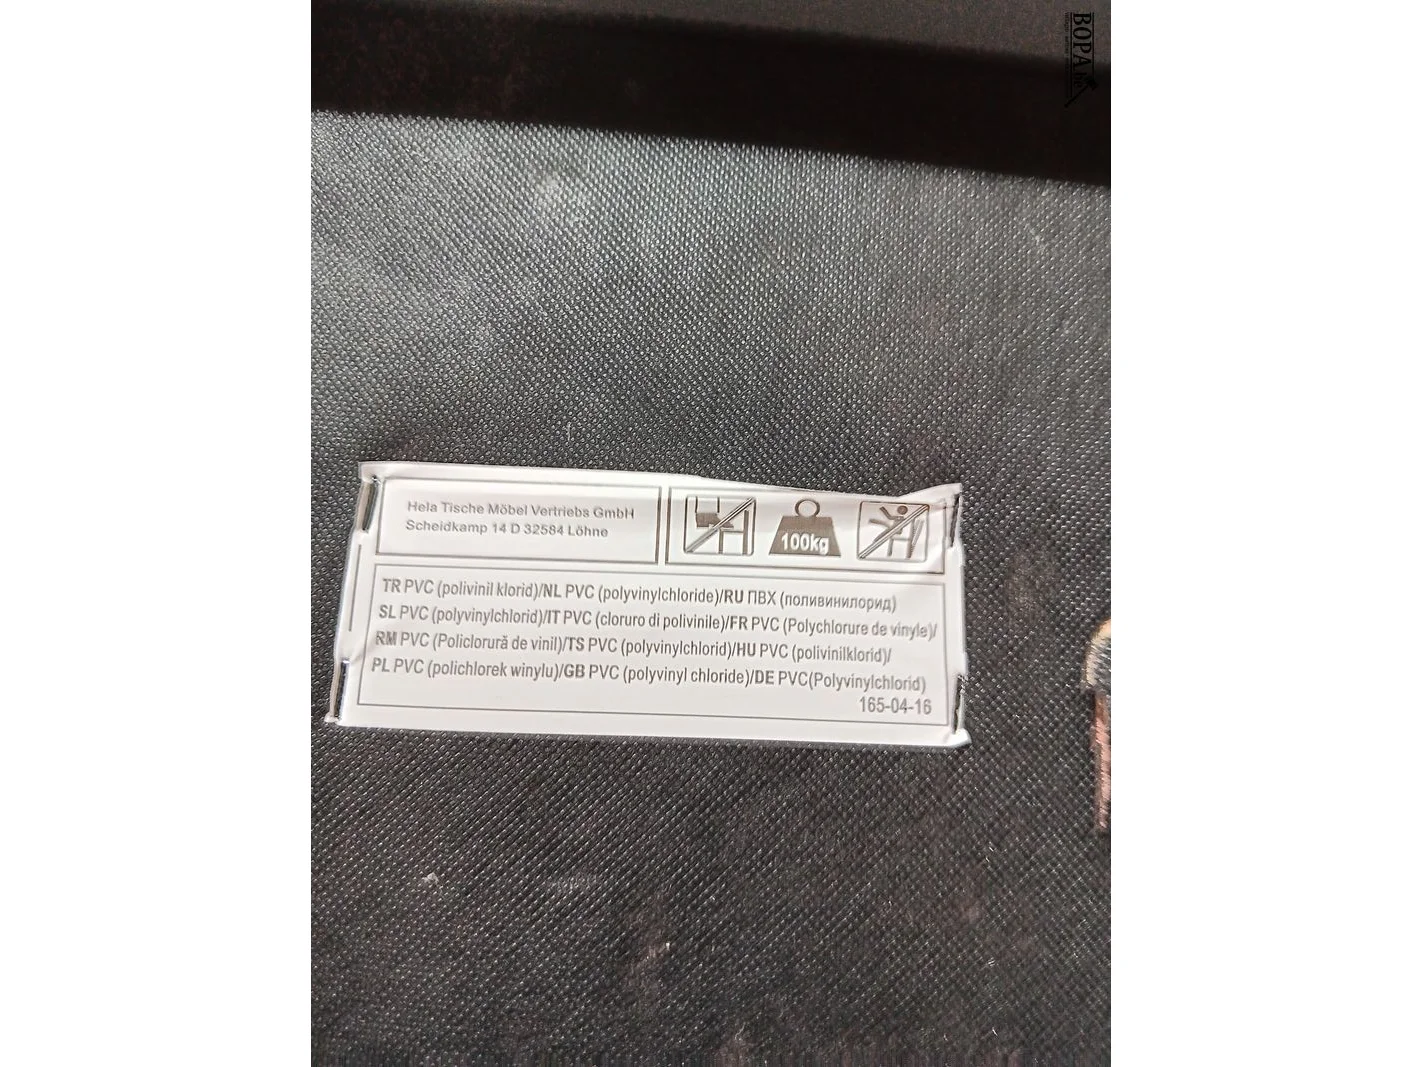 BOPA
Hela Tische Möbel Vertriebs GmbH
Scheidkamp 14 D 32584 Löhne
100kg
TR PVC (polivinil klorid)/NL PVC (polyvinylchloride)/RU ПВХ (поливинилорид)
SL PVC (polyvinylchlorid)/IT PVC (cloruro di polivinile)/FR PVC (Polychlorure de vinyle)/
RM PVC (Policlorură de vinil)/TS PVC (polyvinylchlorid)/HU PVC (polivinilklorid)/
PL PVC (polichlorek winylu)/GB PVC (polyvinyl chloride)/DE PVC(Polyvinylchlorid)
165-04-16